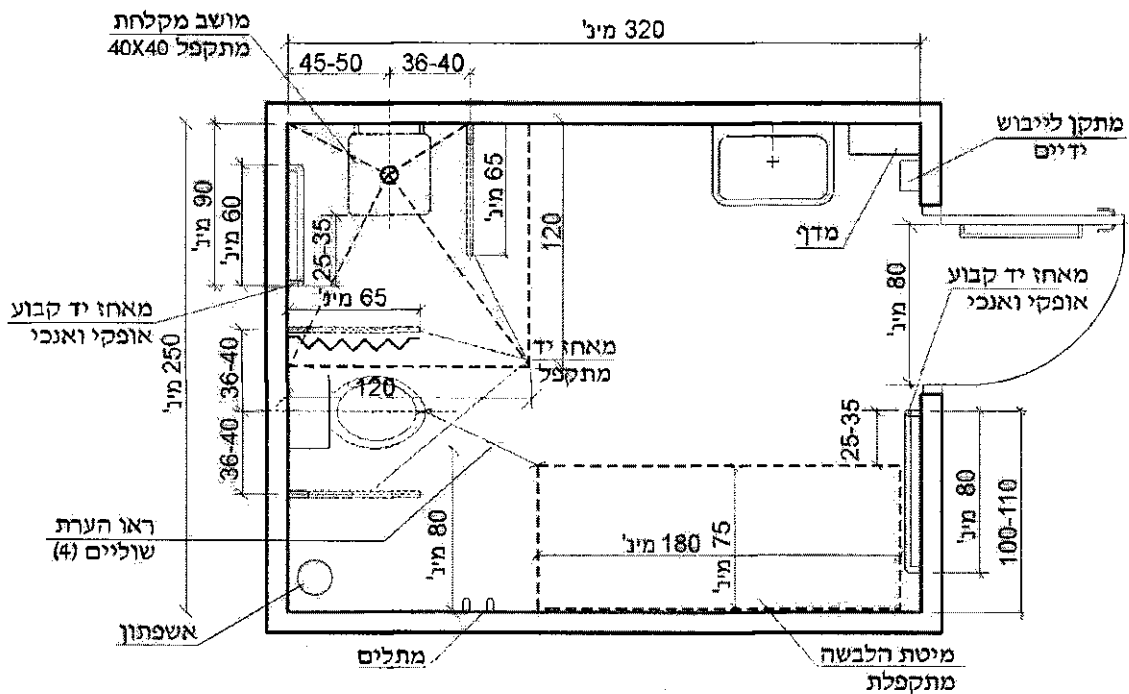 מושב מקלחת
מתקפל 40X40
320 מינ'
45-50
36-40
מתקן לייבוש
ידיים
מדף
מאחז יד קבוע
אופקי ואנכי
80 מינ'
65 מינ'
120
90 מינ'
60 מינ'
25-35
65 מינ'
מאחז יד קבוע
אופקי ואנכי
250 מינ'
מאחז יד
מתקפל
120
36-40
36-40
25-35
80 מינ'
100-110
80 מינ'
180 מינ'
75 מינ'
ראו הערת
שוליים (4)
אשפתון
מתלים
מיטת הלבשה
מתקפלת